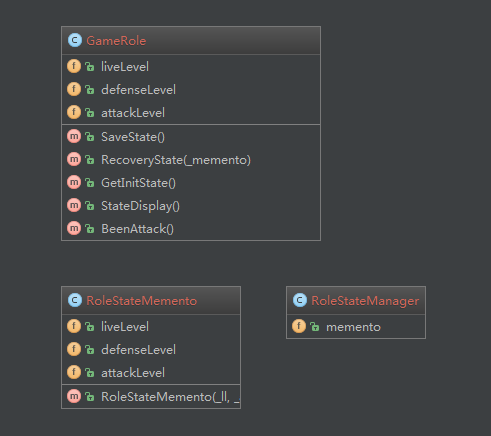 C GameRole
f liveLevel
f defenseLevel
f attackLevel
m SaveState()
m RecoveryState(_memento)
m GetInitState()
m StateDisplay()
m BeenAttack()
C RoleStateMemento
f liveLevel
f defenseLevel
f attackLevel
m RoleStateMemento(_ll, _
C RoleStateManager
f memento